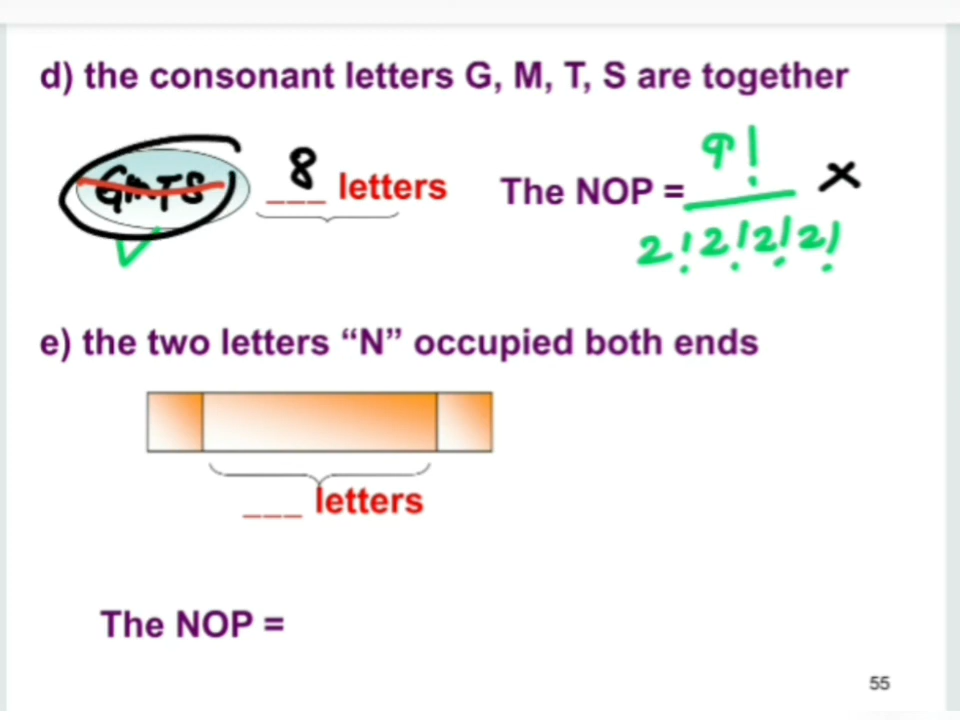 d) the consonant letters G, M, T, S are together
GMTS 8 letters The NOP = 9! / 2!2!2!2! ×
e) the two letters “N” occupied both ends
___ letters
The NOP =
55